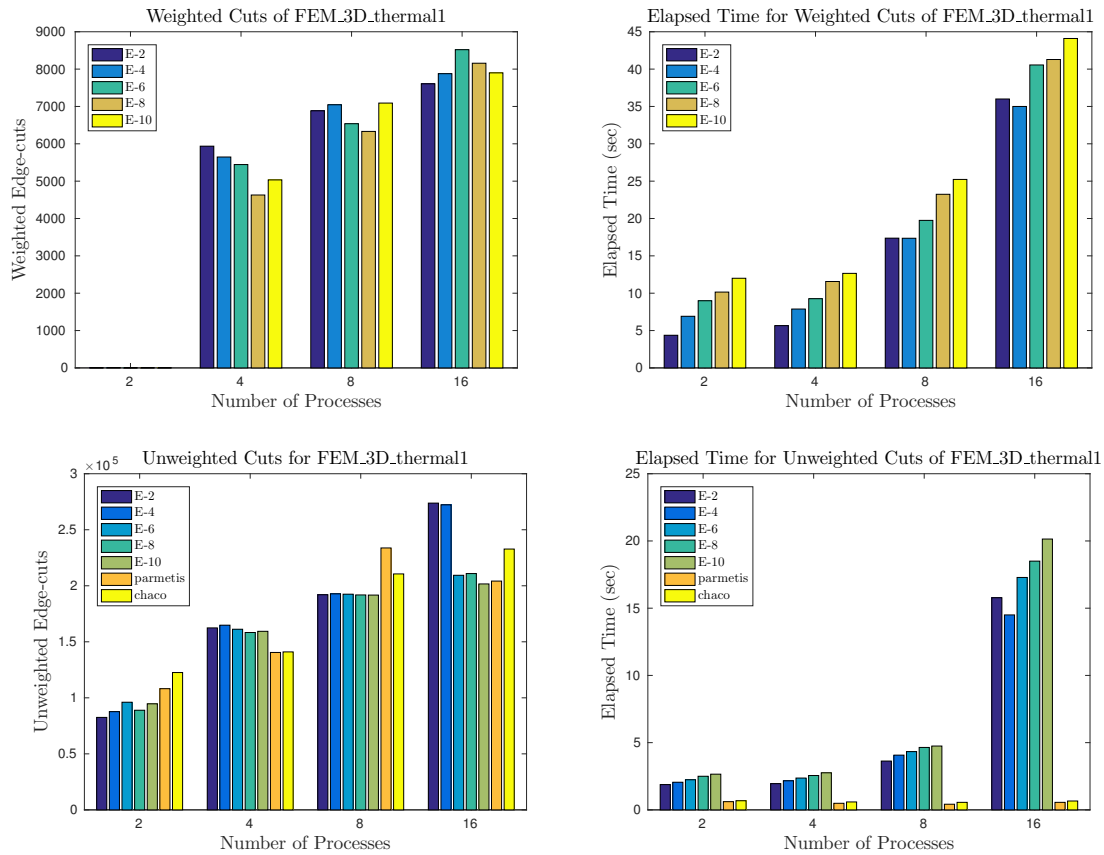 Weighted Cuts of FEM_3D_thermal1
9000
8000
7000
6000
5000
4000
3000
2000
1000
0
Weighted Edge-cuts
E-2
E-4
E-6
E-8
E-10
2 4 8 16
Number of Processes
Elapsed Time for Weighted Cuts of FEM_3D_thermal1
45
40
35
30
25
20
15
10
5
0
Elapsed Time (sec)
E-2
E-4
E-6
E-8
E-10
2 4 8 16
Number of Processes
Unweighted Cuts for FEM_3D_thermal1
× 10^5
3
2.5
2
1.5
1
0.5
0
Unweighted Edge-cuts
E-2
E-4
E-6
E-8
E-10
parmetis
chaco
2 4 8 16
Number of Processes
Elapsed Time for Unweighted Cuts of FEM_3D_thermal1
25
20
15
10
5
0
Elapsed Time (sec)
E-2
E-4
E-6
E-8
E-10
parmetis
chaco
2 4 8 16
Number of Processes